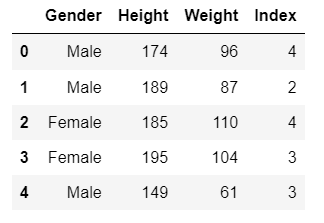 Gender Height Weight Index
0 Male 174 96 4
1 Male 189 87 2
2 Female 185 110 4
3 Female 195 104 3
4 Male 149 61 3